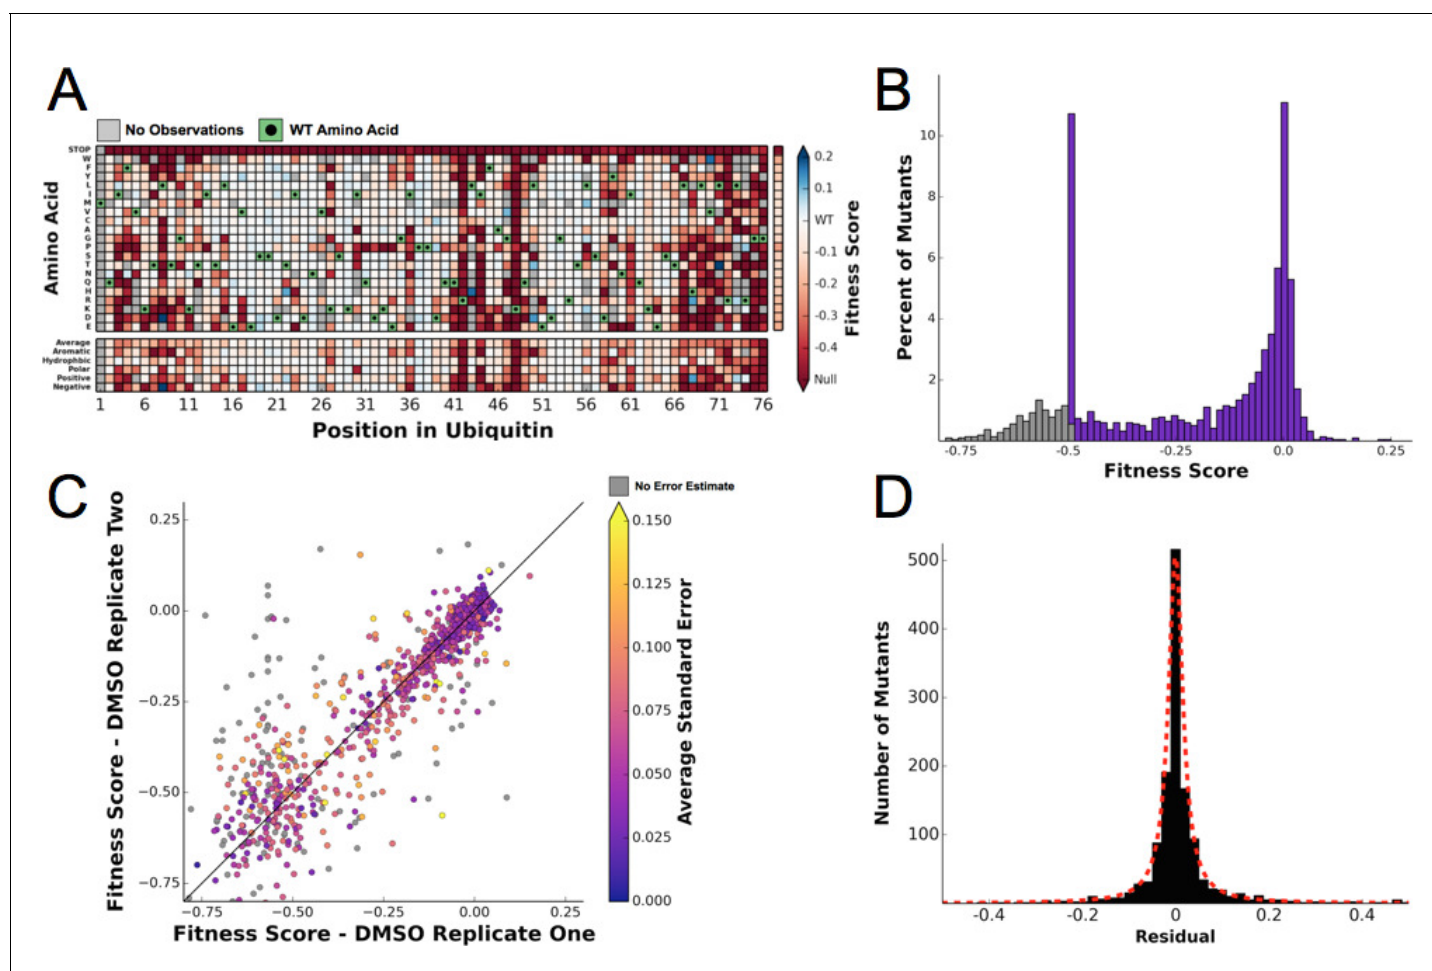 A
No Observations
WT Amino Acid
Amino Acid
STOP
W
F
Y
L
I
M
V
C
A
G
P
S
T
N
Q
H
R
K
D
E
Average
Aromatic
Hydrophbic
Polar
Positive
Negative
1 6 11 16 21 26 31 36 41 46 51 56 61 66 71 76
Position in Ubiquitin
0.2
0.1
WT
-0.1
-0.2
-0.3
-0.4
Null
Fitness Score
B
Percent of Mutants
10
8
6
4
2
-0.75 -0.5 -0.25 0.0 0.25
Fitness Score
C
Fitness Score - DMSO Replicate Two
0.25
0.00
−0.25
−0.50
−0.75
−0.75 −0.50 −0.25 0.00 0.25
Fitness Score - DMSO Replicate One
No Error Estimate
0.150
0.125
0.100
0.075
0.050
0.025
0.000
Average Standard Error
D
Number of Mutants
500
400
300
200
100
-0.4 -0.2 0 0.2 0.4
Residual